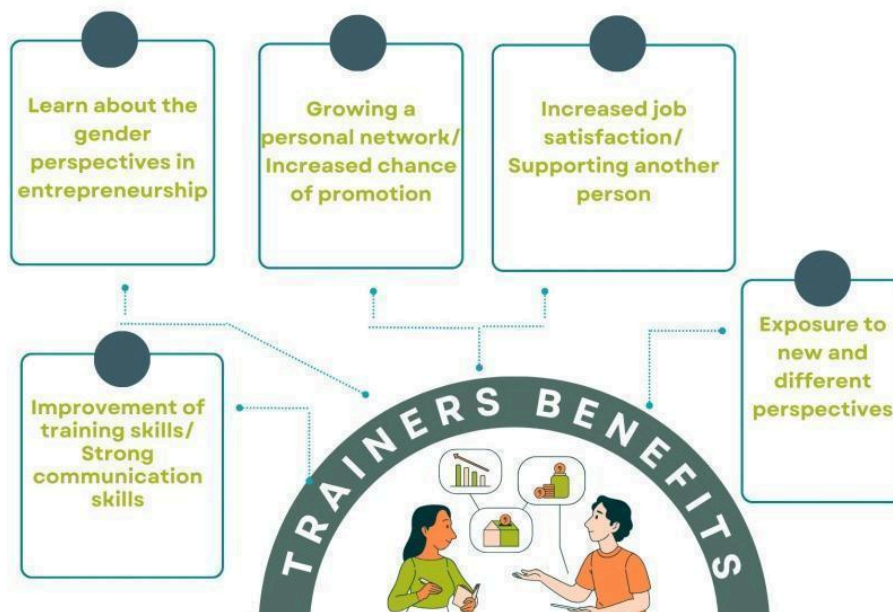 Learn about the
gender
perspectives in
entrepreneurship
Growing a
personal network/
Increased chance
of promotion
Increased job
satisfaction/
Supporting another
person
Exposure to
new and
different
perspectives
Improvement of
training skills/
Strong
communication
skills
TRAINERS BENEFITS